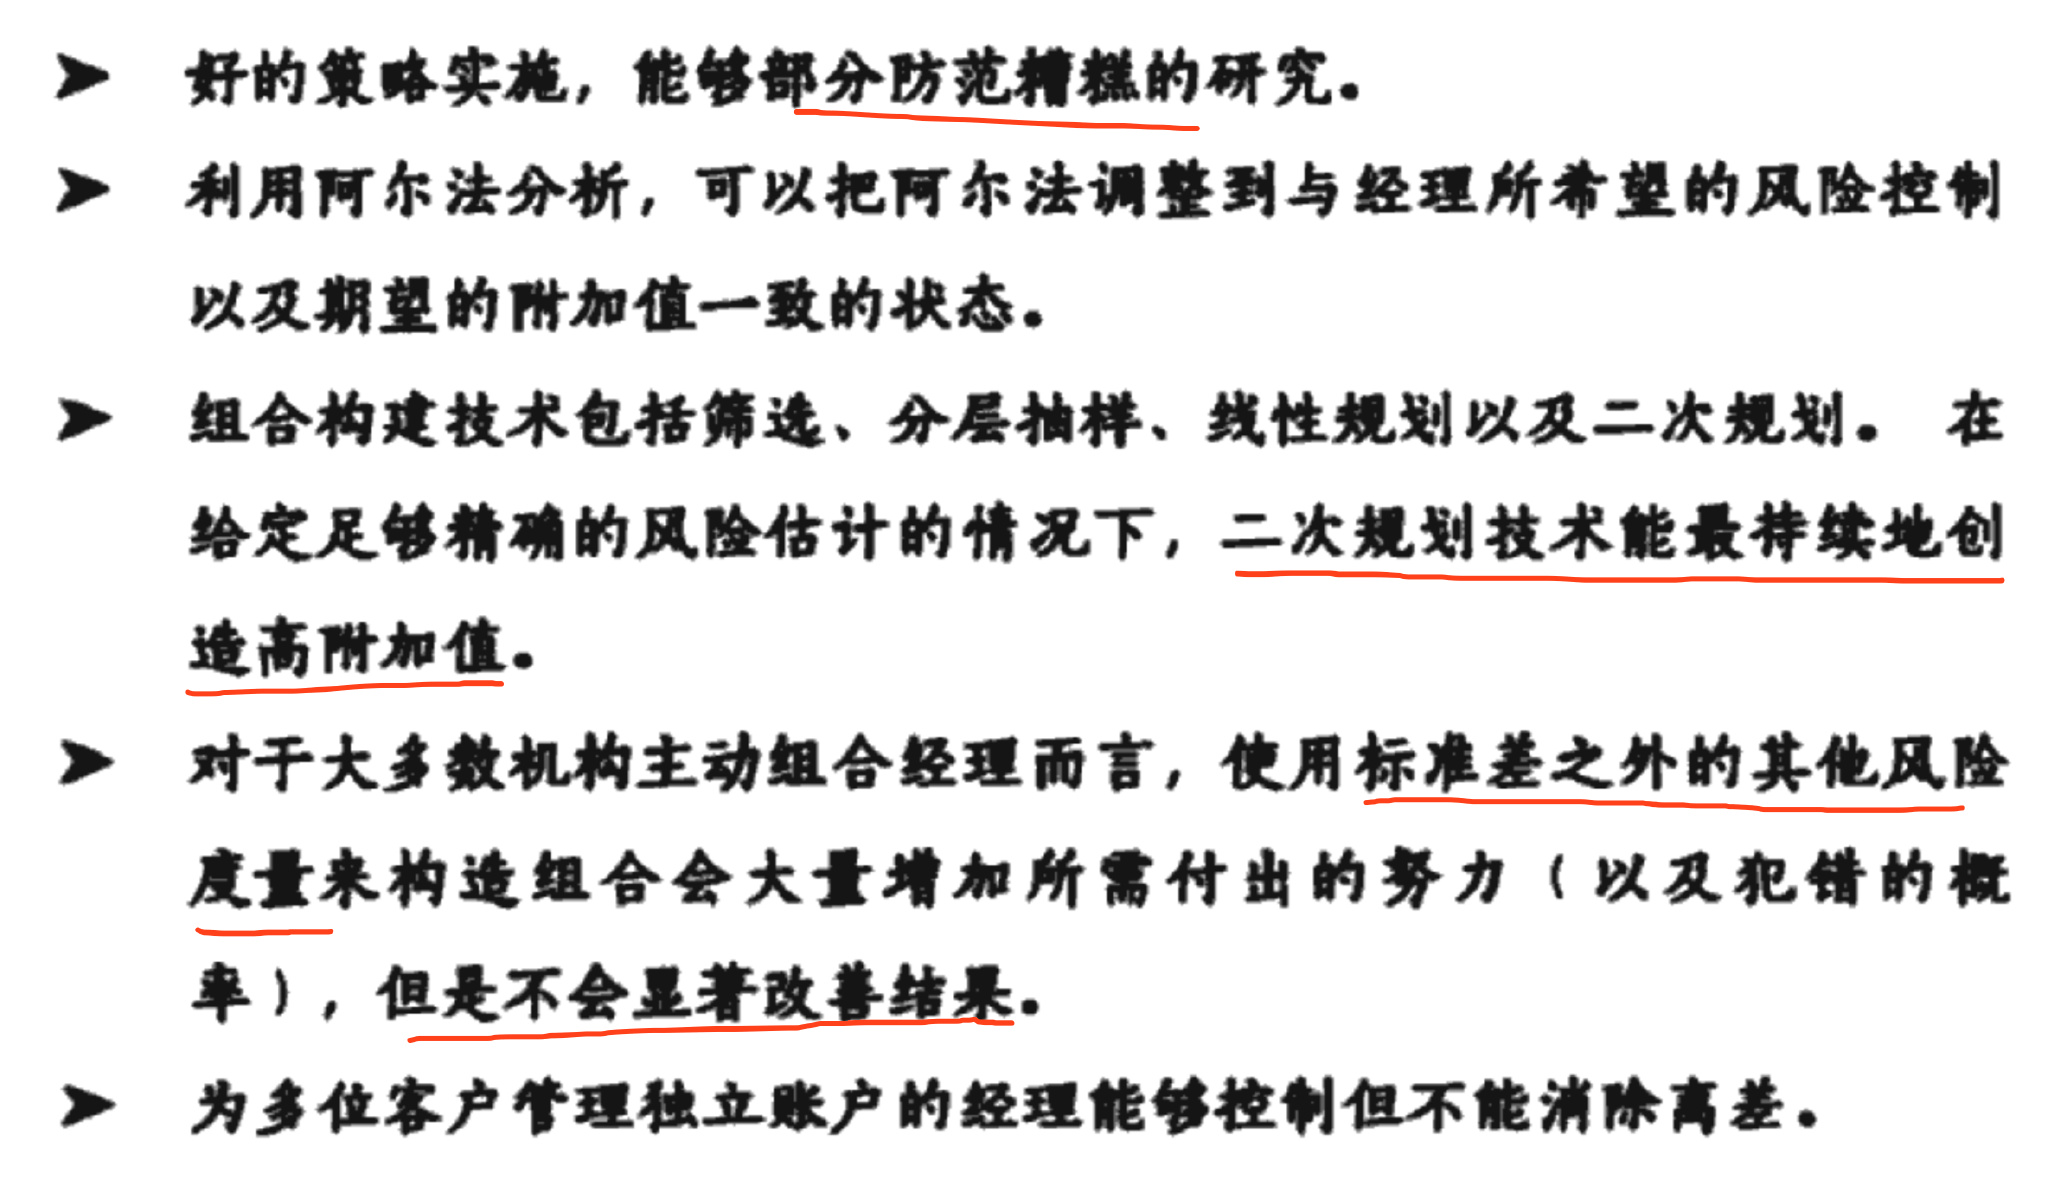 ➤ 好的策略实施，能够部分防范糟糕的研究。
➤ 利用阿尔法分析，可以把阿尔法调整到与经理所希望的风险控制
以及期望的附加值一致的状态。
➤ 组合构建技术包括筛选、分层抽样、线性规划以及二次规划。 在
给定足够精确的风险估计的情况下，二次规划技术能最持续地创
造高附加值。
➤ 对于大多数机构主动组合经理而言，使用标准差之外的其他风险
度量来构造组合会大量增加所需付出的努力（以及犯错的概
率），但是不会显著改善结果。
➤ 为多位客户管理独立账户的经理能够控制但不能消除离差。